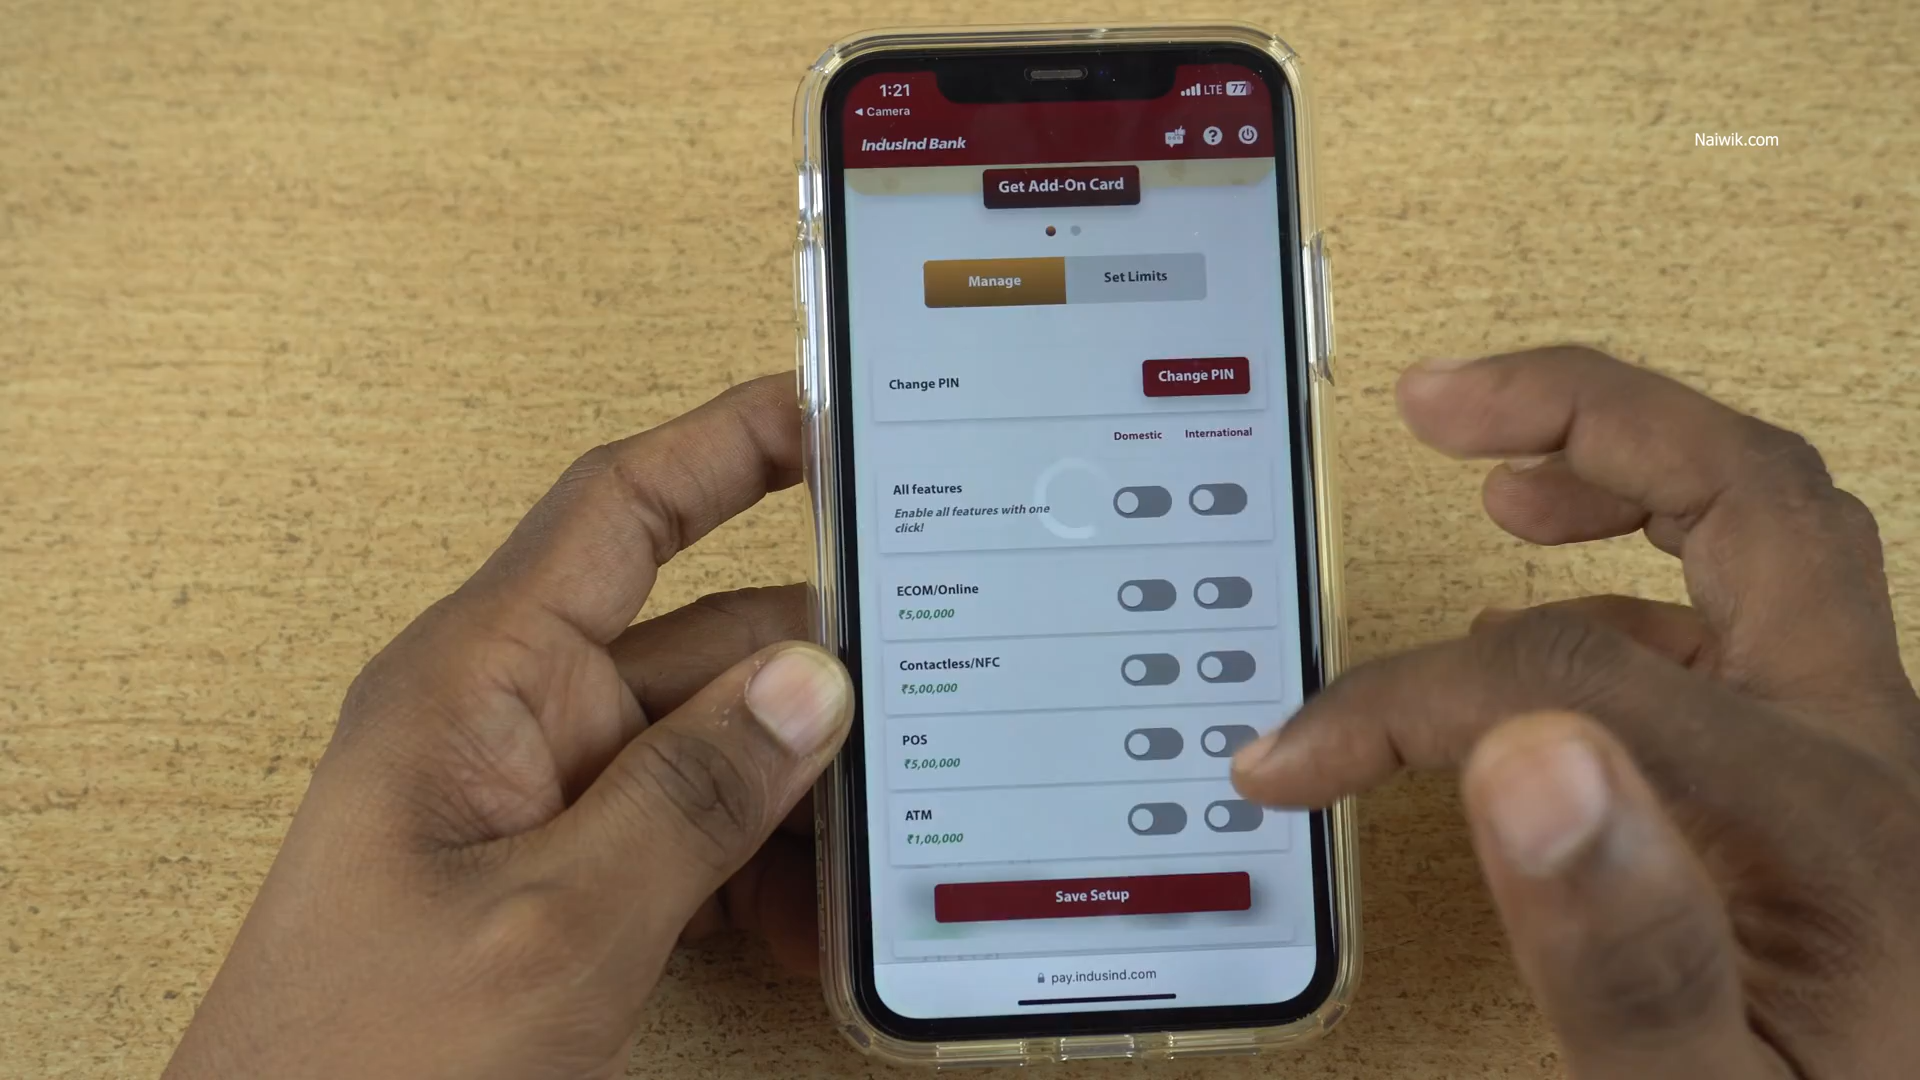 1:21
LTE 77
◀ Camera
Naiwik.com
IndusInd Bank
Get Add-On Card
Manage
Set Limits
Change PIN
Change PIN
Domestic
International
All features
Enable all features with one
click!
ECOM/Online
₹5,00,000
Contactless/NFC
₹5,00,000
POS
₹5,00,000
ATM
₹1,00,000
Save Setup
pay.indusind.com